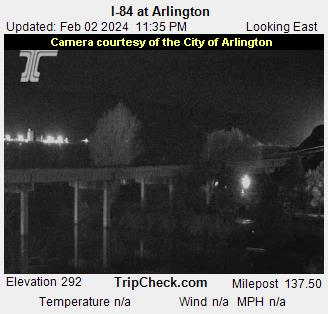 I-84 at Arlington
Updated: Feb 02 2024 11:35 PM Looking East
Camera courtesy of the City of Arlington
Elevation 292 TripCheck.com Milepost 137.50
Temperature n/a Wind n/a MPH n/a